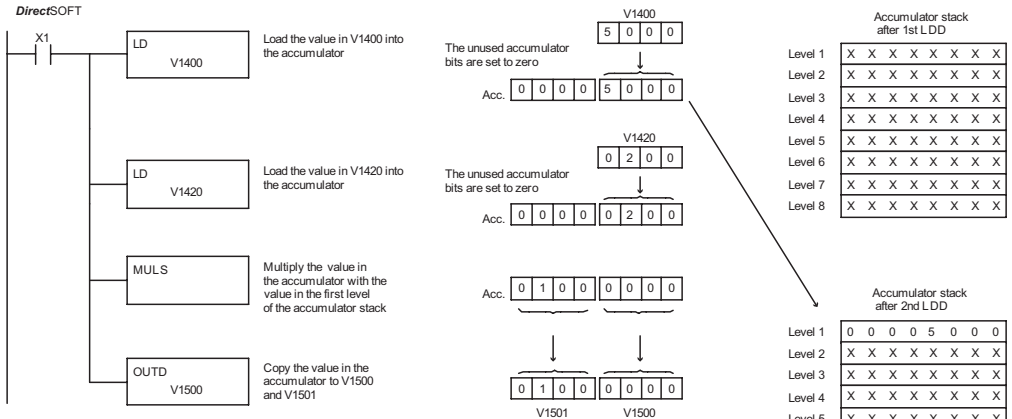 DirectSOFT
X1
LD
V1400
Load the value in V1400 into
the accumulator
LD
V1420
Load the value in V1420 into
the accumulator
MULS
Multiply the value in
the accumulator with the
value in the first level
of the accumulator stack
OUTD
V1500
Copy the value in the
accumulator to V1500
and V1501
V1400
5 0 0 0
The unused accumulator
bits are set to zero
Acc. 0 0 0 0 5 0 0 0
V1420
0 2 0 0
The unused accumulator
bits are set to zero
Acc. 0 0 0 0 0 2 0 0
Acc. 0 1 0 0 0 0 0 0
0 1 0 0 0 0 0 0
V1501 V1500
Accumulator stack
after 1st LDD
Level 1 X X X X X X X X
Level 2 X X X X X X X X
Level 3 X X X X X X X X
Level 4 X X X X X X X X
Level 5 X X X X X X X X
Level 6 X X X X X X X X
Level 7 X X X X X X X X
Level 8 X X X X X X X X
Accumulator stack
after 2nd LDD
Level 1 0 0 0 0 5 0 0 0
Level 2 X X X X X X X X
Level 3 X X X X X X X X
Level 4 X X X X X X X X
Level 5 X X X X X X X X